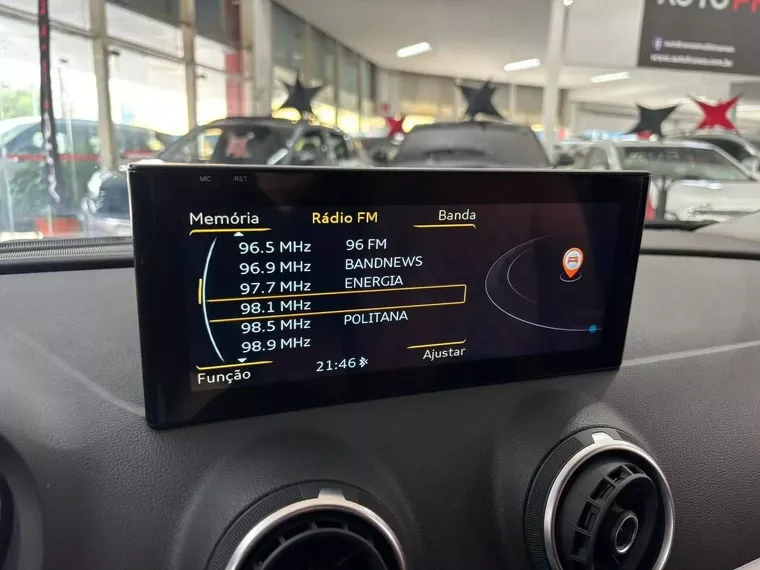 MIC RST
Memória Rádio FM Banda
96.5 MHz 96 FM
96.9 MHz BANDNEWS
97.7 MHz ENERGIA
98.1 MHz
98.5 MHz POLITANA
98.9 MHz
Função 21:46 Ajustar